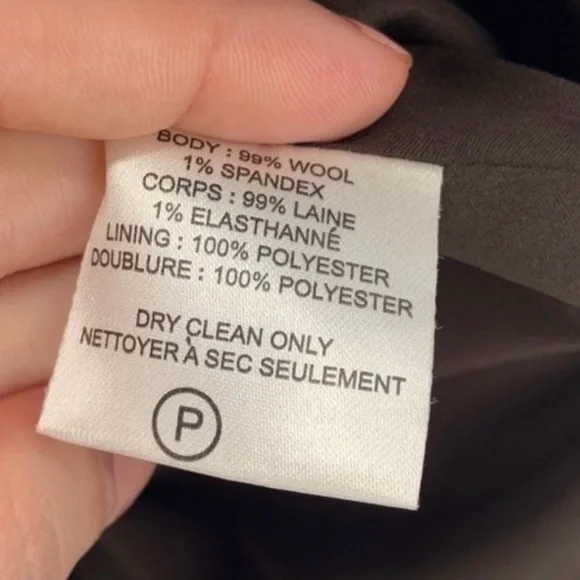 BODY : 99% WOOL
1% SPANDEX
CORPS : 99% LAINE
1% ELASTHANNÉ
LINING : 100% POLYESTER
DOUBLURE : 100% POLYESTER
DRY CLEAN ONLY
NETTOYER À SEC SEULEMENT
P